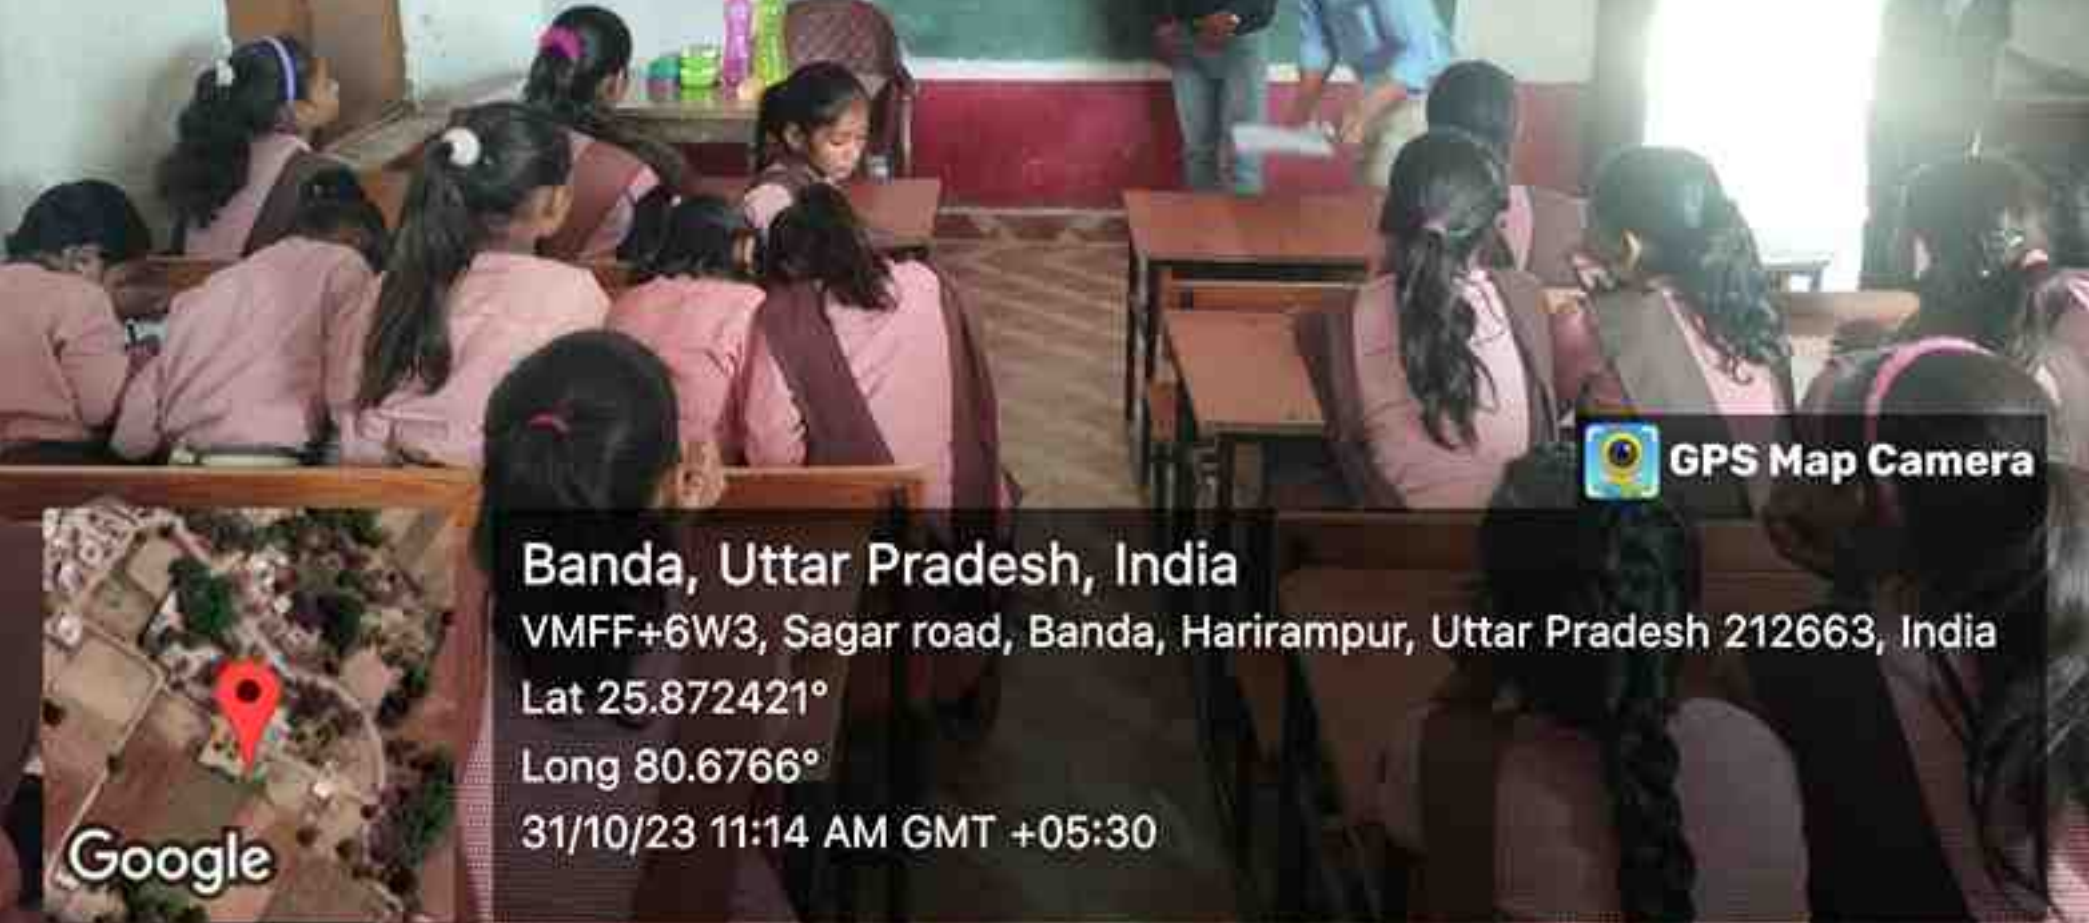 GPS Map Camera
Banda, Uttar Pradesh, India
VMFF+6W3, Sagar road, Banda, Harirampur, Uttar Pradesh 212663, India
Lat 25.872421°
Long 80.6766°
31/10/23 11:14 AM GMT +05:30
Google